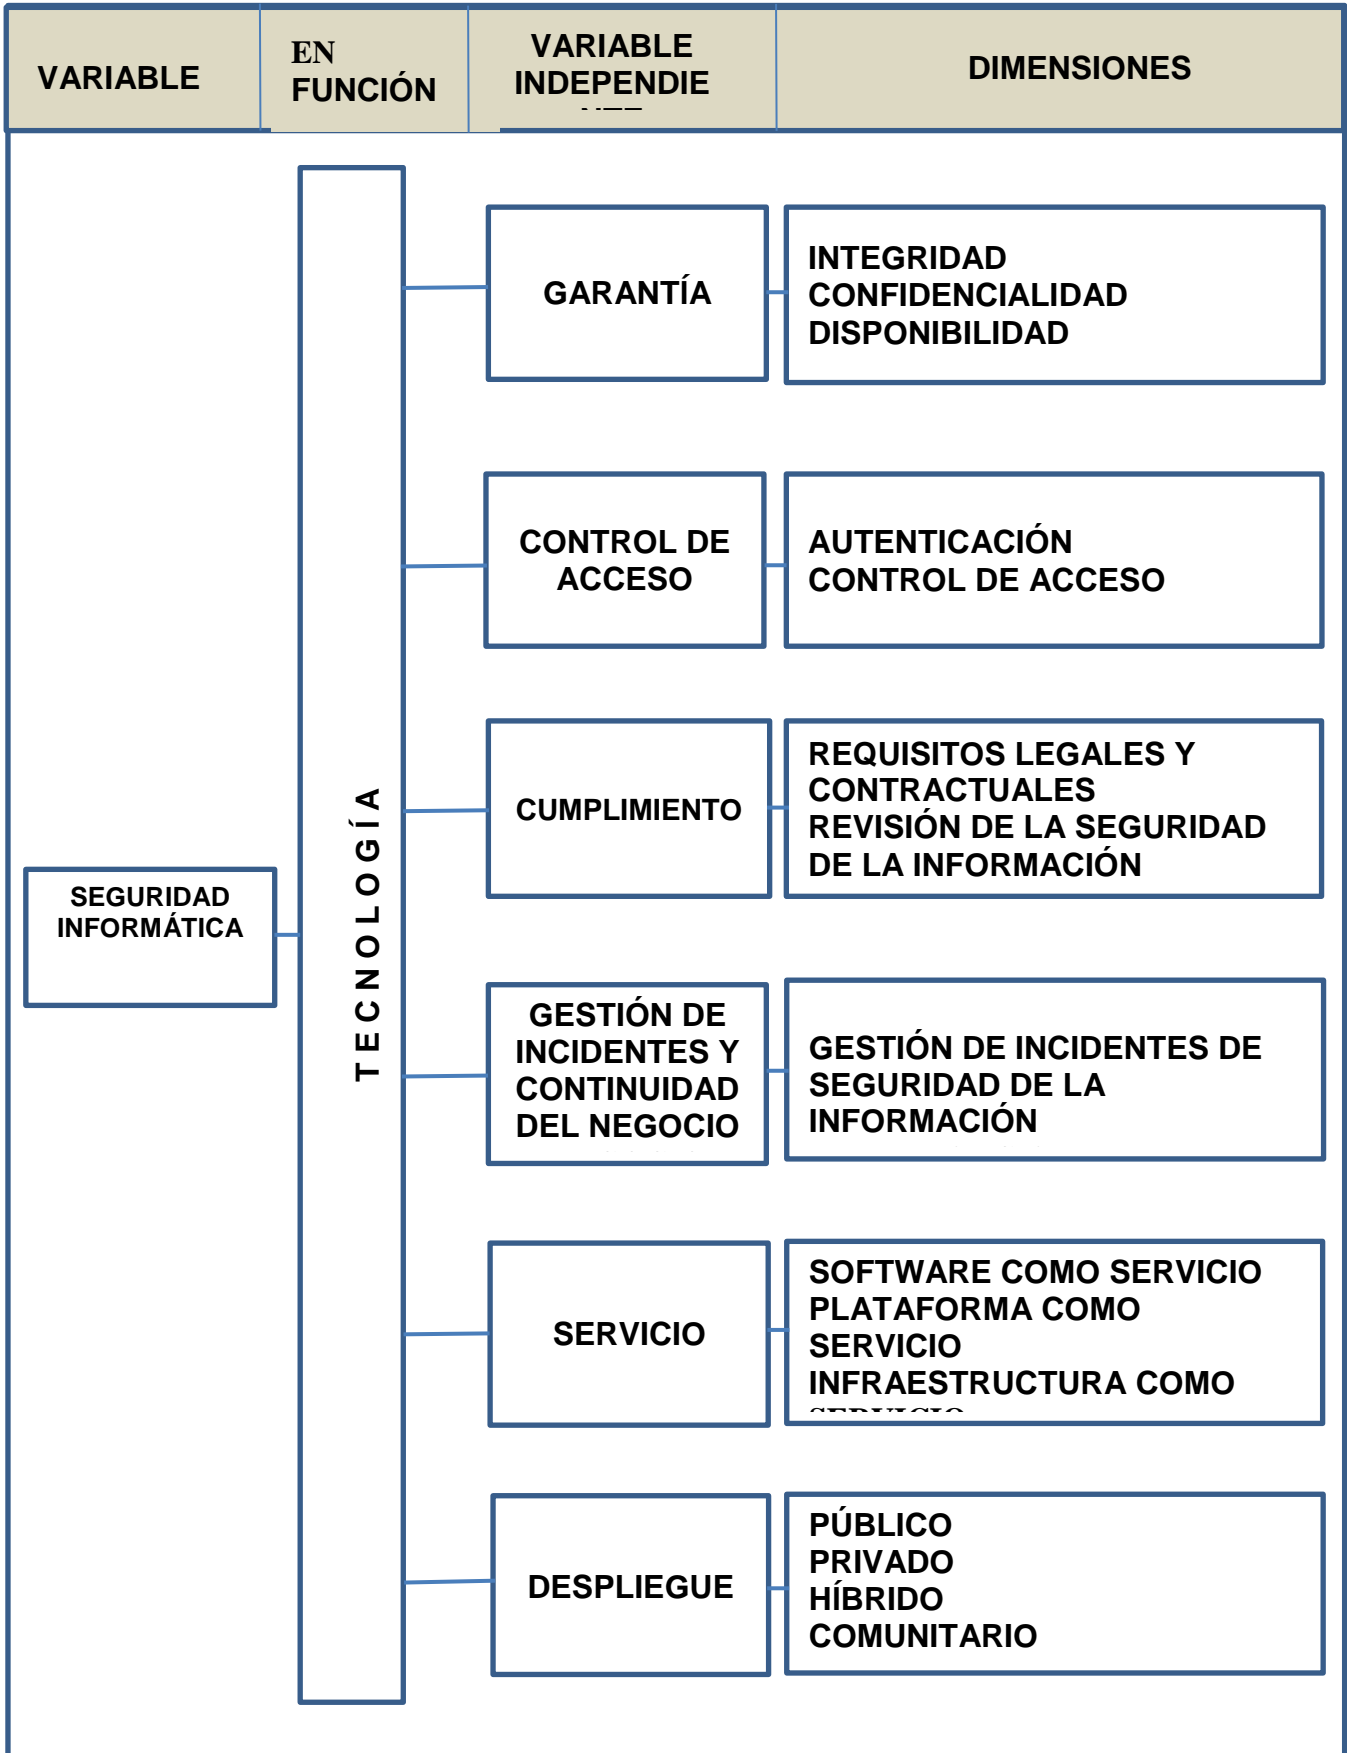 VARIABLE
EN
FUNCIÓN
VARIABLE
INDEPENDIE
DIMENSIONES
SEGURIDAD
INFORMÁTICA
TECNOLOGÍA
GARANTÍA
INTEGRIDAD
CONFIDENCIALIDAD
DISPONIBILIDAD
CONTROL DE
ACCESO
AUTENTICACIÓN
CONTROL DE ACCESO
CUMPLIMIENTO
REQUISITOS LEGALES Y
CONTRACTUALES
REVISIÓN DE LA SEGURIDAD
DE LA INFORMACIÓN
GESTIÓN DE
INCIDENTES Y
CONTINUIDAD
DEL NEGOCIO
GESTIÓN DE INCIDENTES DE
SEGURIDAD DE LA
INFORMACIÓN
SERVICIO
SOFTWARE COMO SERVICIO
PLATAFORMA COMO
SERVICIO
INFRAESTRUCTURA COMO
SERVICIO
DESPLIEGUE
PÚBLICO
PRIVADO
HÍBRIDO
COMUNITARIO